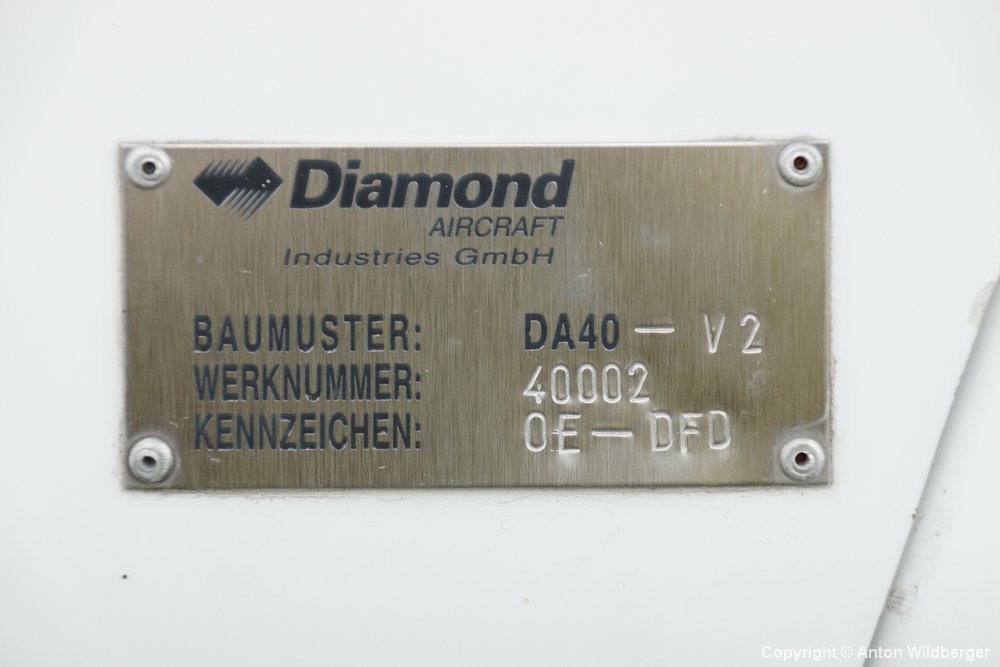 Diamond
AIRCRAFT
Industries GmbH
BAUMUSTER: DA40 — V2
WERKNUMMER: 40002
KENNZEICHEN: OE — DFD
Copyright © Anton Wildberger